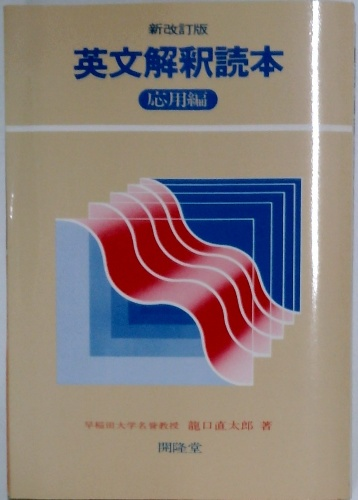 新改訂版
英文解釈読本
応用編
早稲田大学名誉教授 龍口直太郎 著
開隆堂